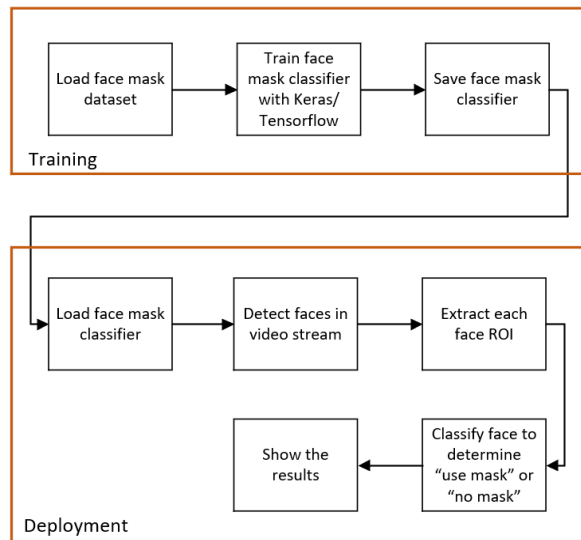 Load face mask
dataset
Train face
mask classifier
with Keras/
Tensorflow
Save face mask
classifier
Training
Load face mask
classifier
Detect faces in
video stream
Extract each
face ROI
Classify face to
determine
“use mask” or
“no mask”
Show the
results
Deployment